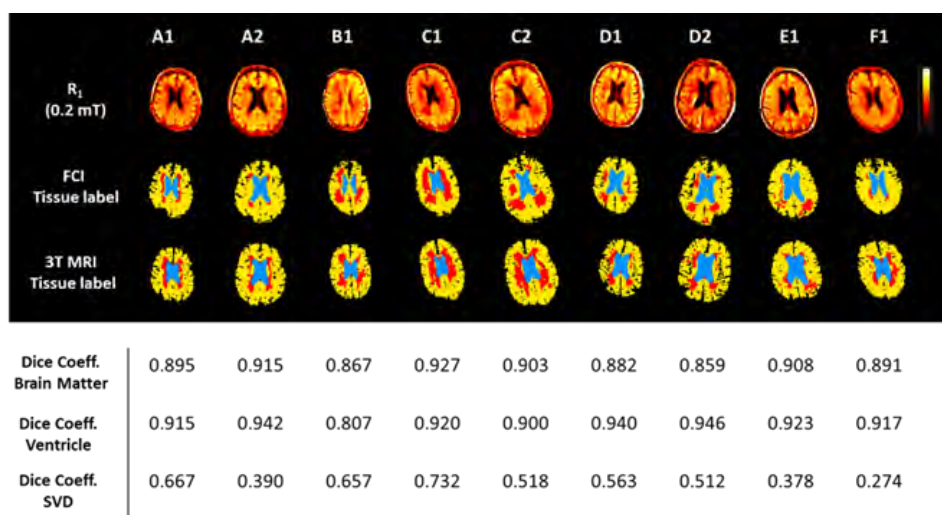 A1 A2 B1 C1 C2 D1 D2 E1 F1
R₁
(0.2 mT)
FCI
Tissue label
3T MRI
Tissue label
Dice Coeff.
Brain Matter
0.895 0.915 0.867 0.927 0.903 0.882 0.859 0.908 0.891
Dice Coeff.
Ventricle
0.915 0.942 0.807 0.920 0.900 0.940 0.946 0.923 0.917
Dice Coeff.
SVD
0.667 0.390 0.657 0.732 0.518 0.563 0.512 0.378 0.274